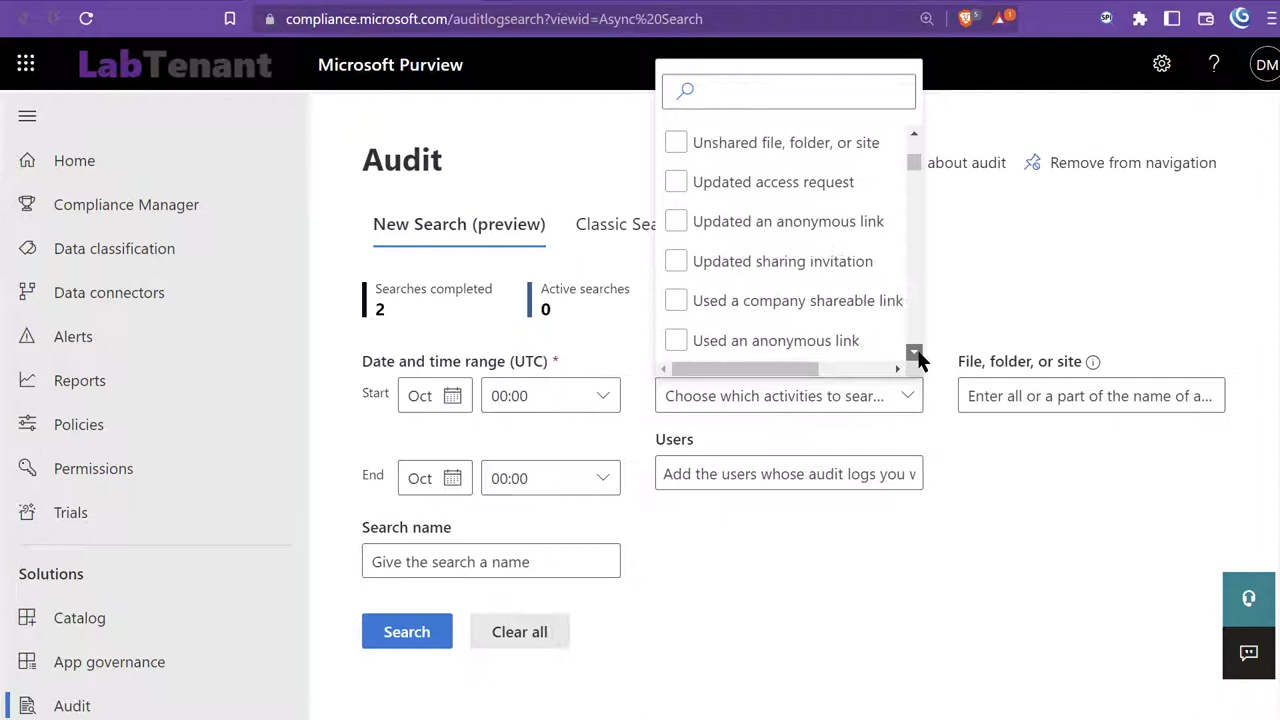 compliance.microsoft.com/auditlogsearch?viewid=Async%20Search
5
1
SPl
LabTenant
Microsoft Purview
DM
Home
Compliance Manager
Data classification
Data connectors
Alerts
Reports
Policies
Permissions
Trials
Solutions
Catalog
App governance
Audit
Audit
about audit
Remove from navigation
New Search (preview)
Classic Sea
Searches completed
2
Active searches
0
Unshared file, folder, or site
Updated access request
Updated an anonymous link
Updated sharing invitation
Used a company shareable link
Used an anonymous link
Date and time range (UTC) *
Start
Oct
00:00
End
Oct
00:00
Choose which activities to sear...
Users
Add the users whose audit logs you w
File, folder, or site
Enter all or a part of the name of a...
Search name
Give the search a name
Search
Clear all